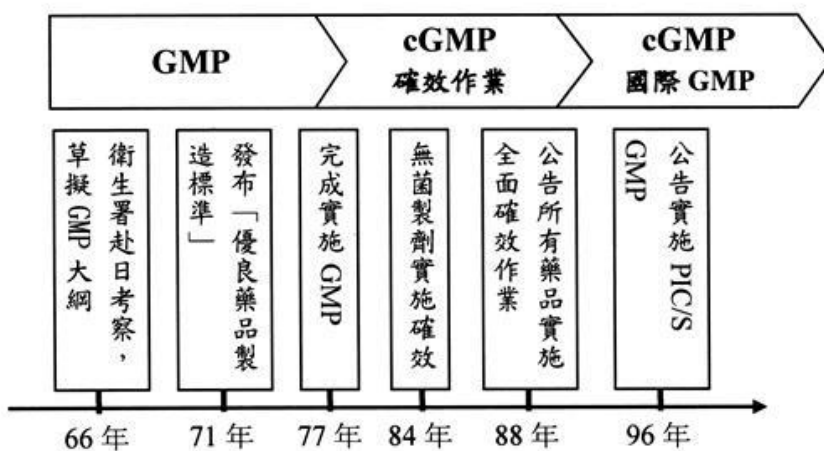 GMP
cGMP
確效作業
cGMP
國際 GMP
衛生署赴日考察，
草擬 GMP 大綱
發布「優良藥品製
造標準」
完成實施 GMP
無菌製劑實施確效
公告所有藥品實施
全面確效作業
公告實施 PIC/S
GMP
66 年
71 年
77 年
84 年
88 年
96 年